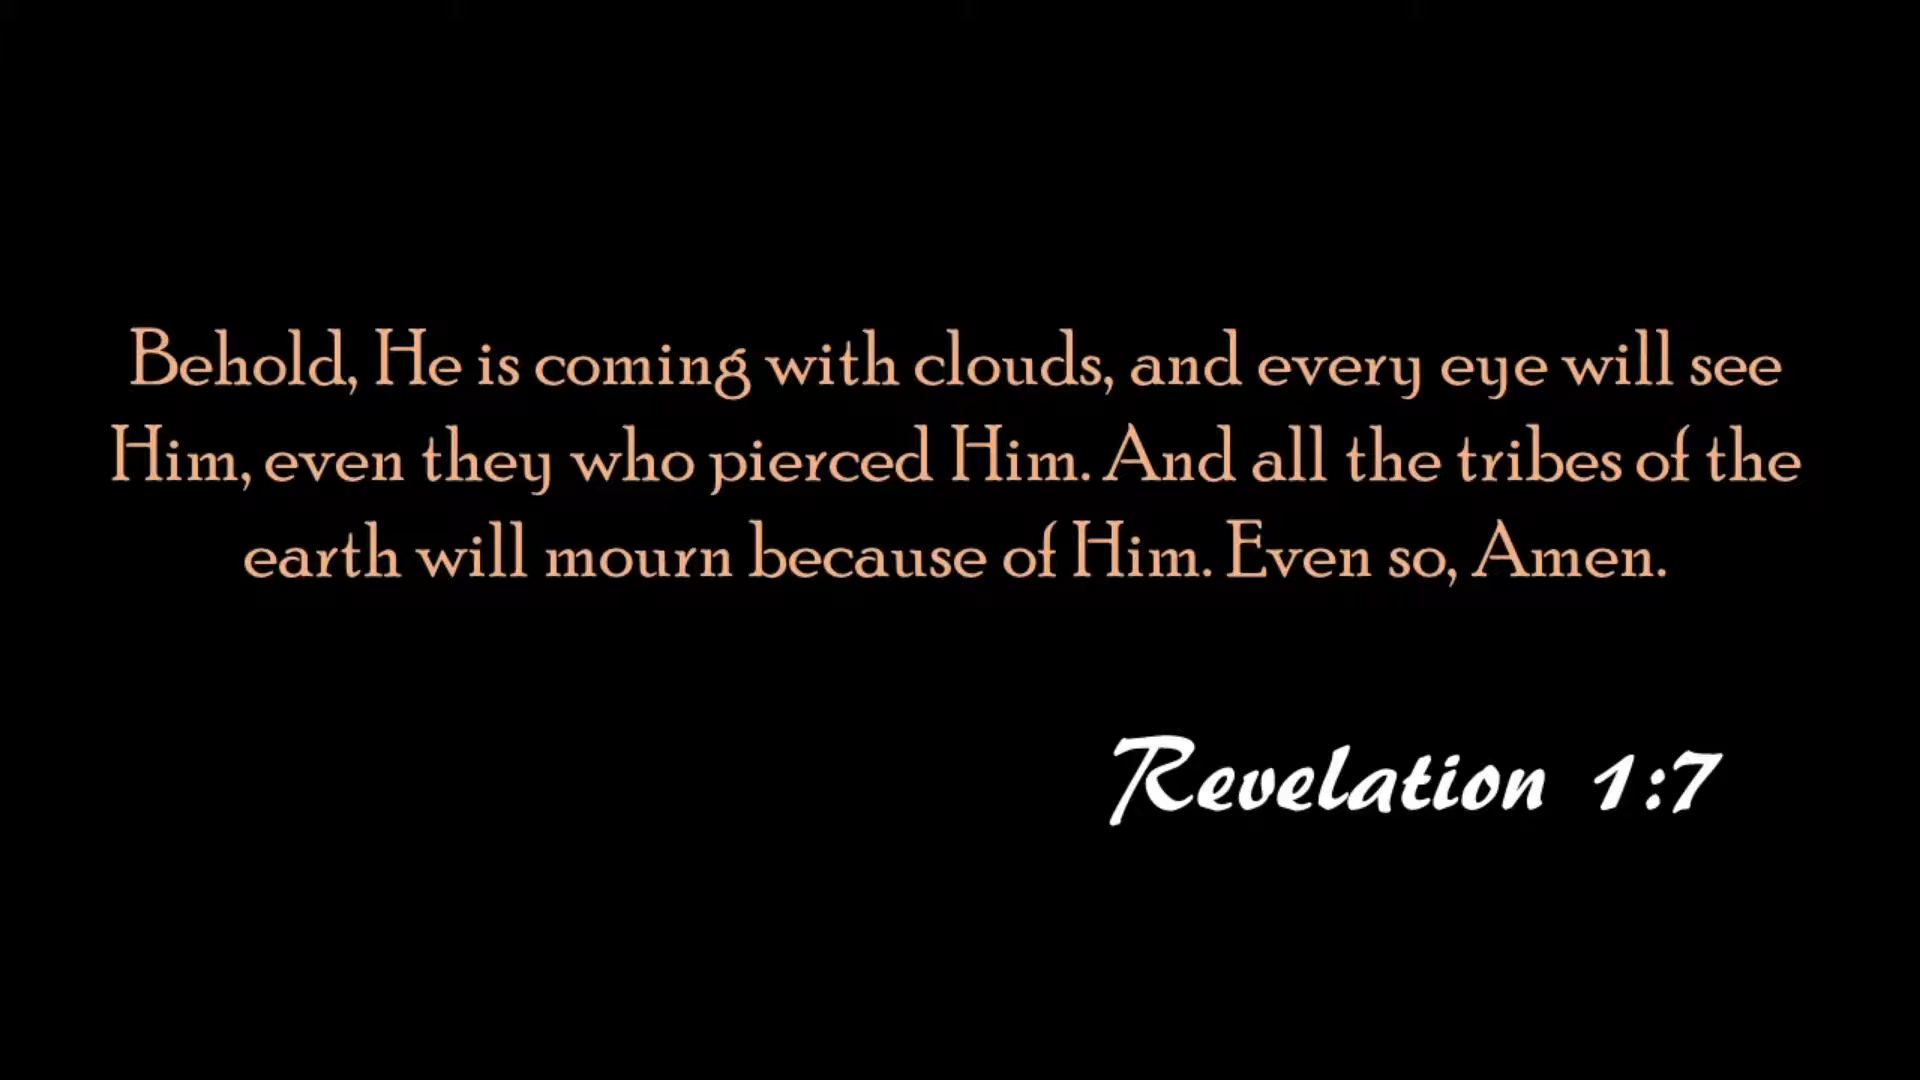 Behold, He is coming with clouds, and every eye will see
Him, even they who pierced Him. And all the tribes of the
earth will mourn because of Him. Even so, Amen.
Revelation 1:7